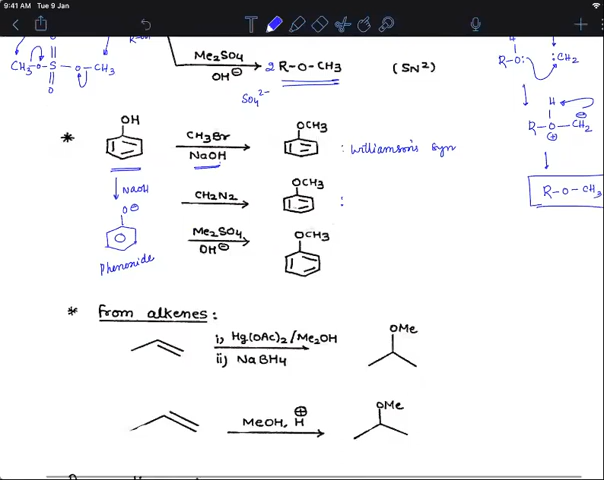 9:41 AM Tue 9 Jan
R-OH
Me2SO4
OH⊖
2 R-O-CH3
(SN2)
SO4 2-
CH3 O S O CH3
O
O
H
R-O: :CH2
H
R-O-CH2
⊕ ⊖
R-O-CH3
* OH CH3Br OCH3
NaOH : Williamson's Syn
NaOH
O⊖
Phenoxide
CH2N2 OCH3 :
Me2SO4 OCH3
OH⊖
* From alkenes:
i, Hg(OAc)2/Me2OH OMe
ii) NaBH4
MeOH, H⊕ OMe